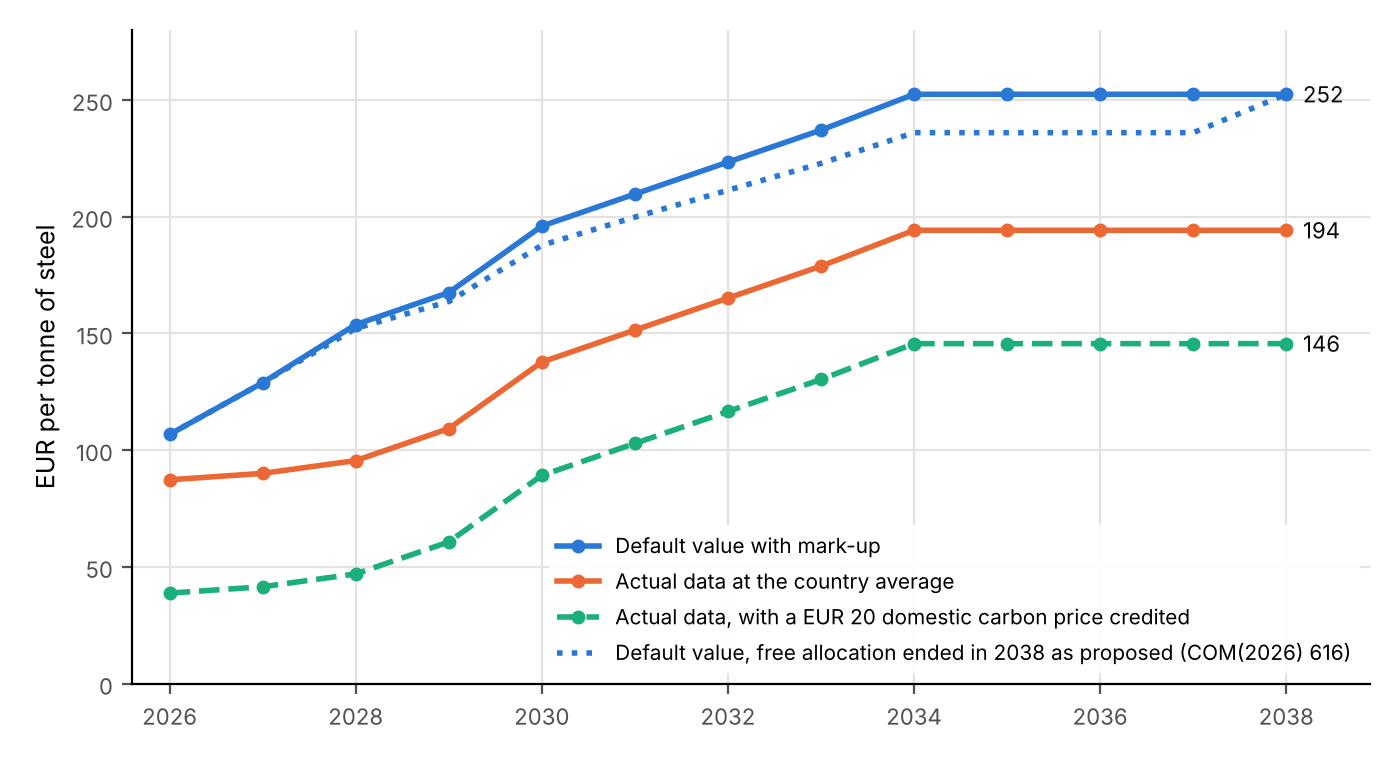 EUR per tonne of steel
250
200
150
100
50
0
252
194
146
Default value with mark-up
Actual data at the country average
Actual data, with a EUR 20 domestic carbon price credited
Default value, free allocation ended in 2038 as proposed (COM(2026) 616)
2026 2028 2030 2032 2034 2036 2038